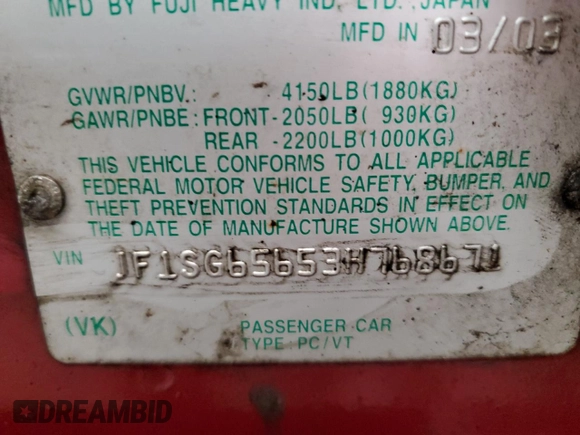 MFD BY FUJI HEAVY IND. LTD. JAPAN
MFD IN 03/03
GVWR/PNBV: 4150LB(1880KG)
GAWR/PNBE: FRONT-2050LB( 930KG)
REAR -2200LB(1000KG)
THIS VEHICLE CONFORMS TO ALL APPLICABLE
FEDERAL MOTOR VEHICLE SAFETY, BUMPER, AND
THEFT PREVENTION STANDARDS IN EFFECT ON
THE DATE OF MANUFACTURE SHOWN ABOVE.
VIN JF1SG65653H768671
(VK) PASSENGER CAR
TYPE PC/VT
DREAMBID